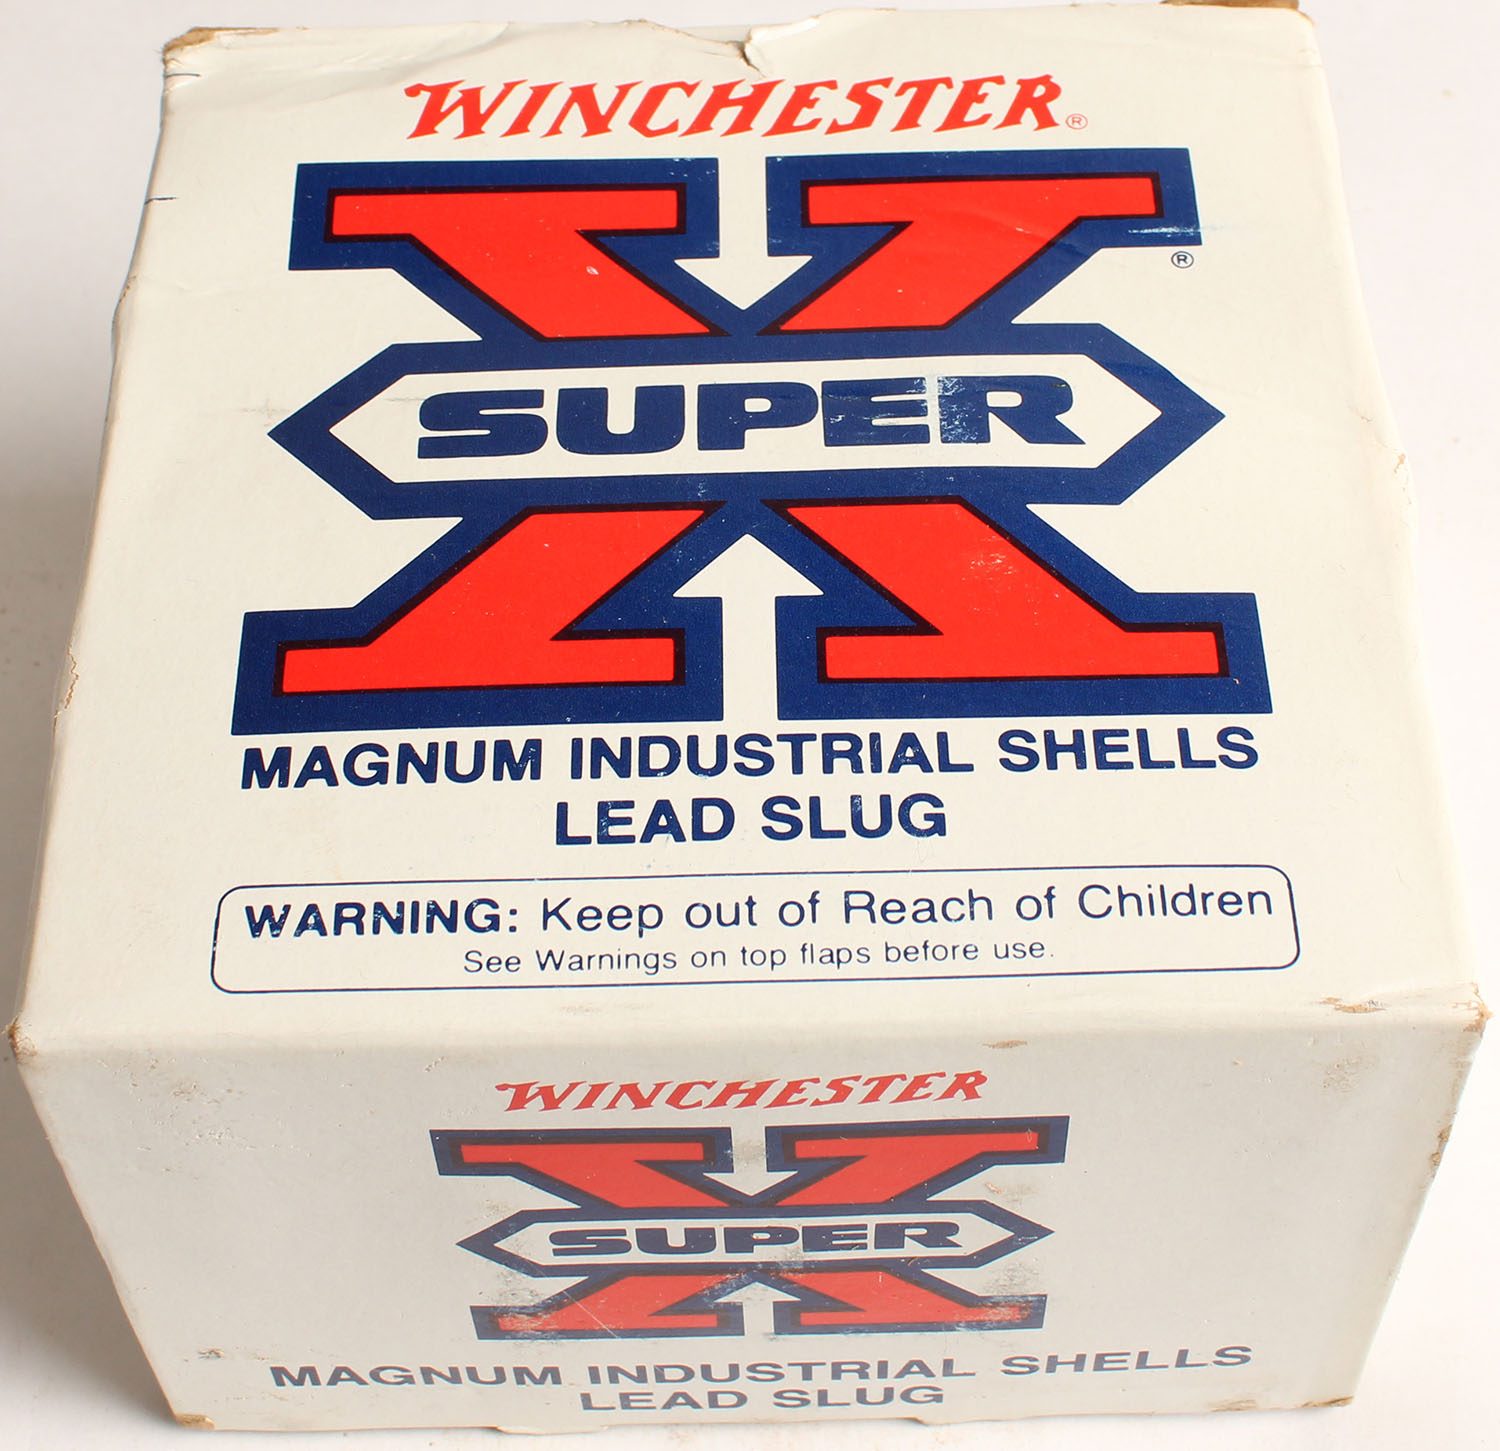 WINCHESTER®
SUPER X®
MAGNUM INDUSTRIAL SHELLS
LEAD SLUG
WARNING: Keep out of Reach of Children
See Warnings on top flaps before use.
WINCHESTER
SUPER X
MAGNUM INDUSTRIAL SHELLS
LEAD SLUG